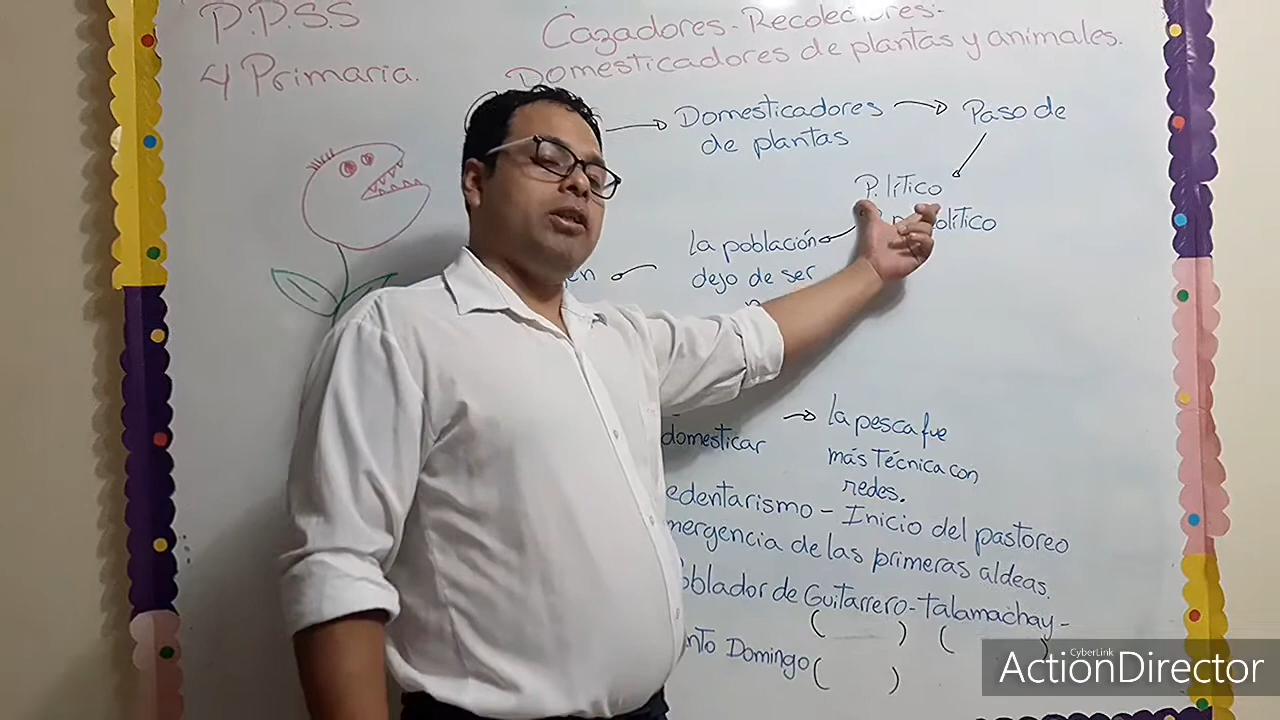 P.P.S.S
4 Primaria.
Cazadores-Recolectores:
Domesticadores de plantas y animales.
Domesticadores
de plantas
Paso de
P. lítico
lítico
la población
dejo de ser
en
domesticar
la pesca fue
más Técnica con
redes.
edentarismo - Inicio del pastoreo
mergencia de las primeras aldeas.
oblador de Guitarrero-talamachay-
( ) ( )
nto Domingo ( )
CyberLink
ActionDirector